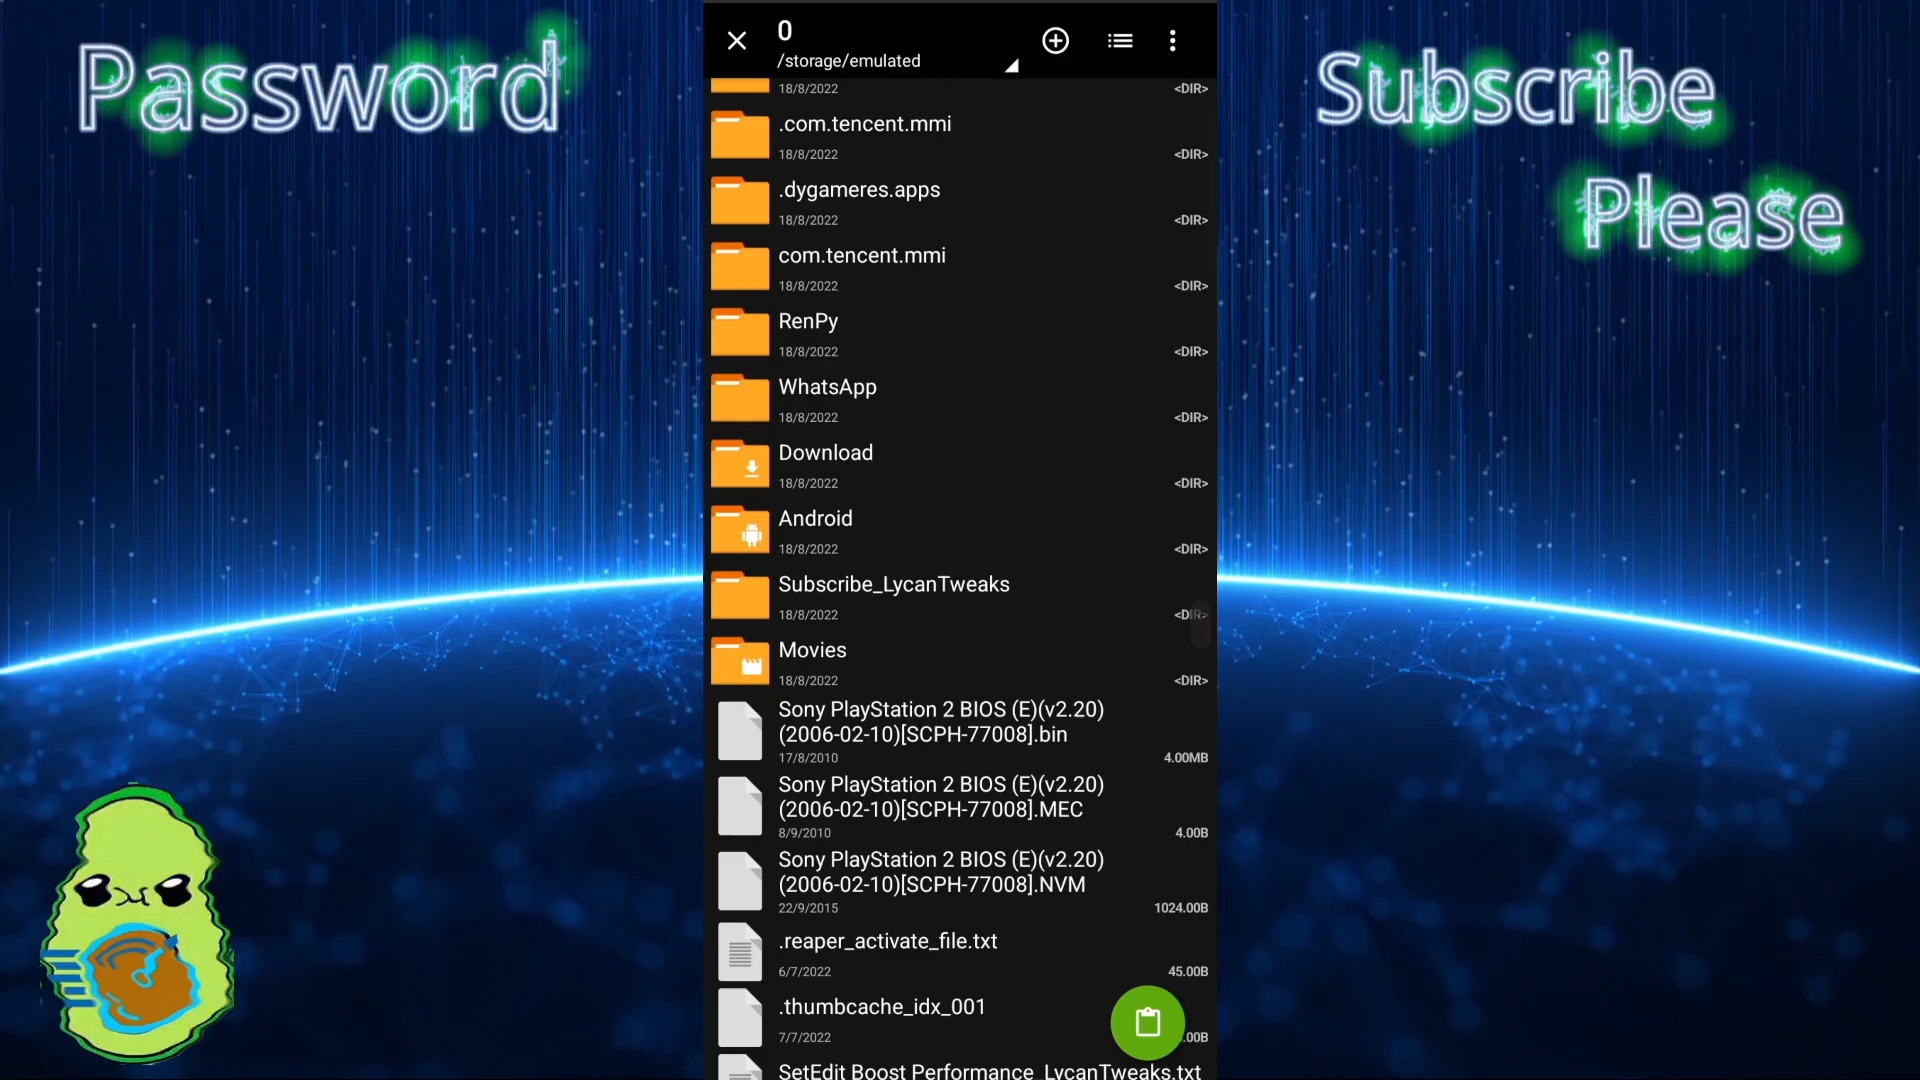 Password
Subscribe
Please
0
/storage/emulated
18/8/2022
<DIR>
.com.tencent.mmi
18/8/2022
<DIR>
.dygameres.apps
18/8/2022
<DIR>
com.tencent.mmi
18/8/2022
<DIR>
RenPy
18/8/2022
<DIR>
WhatsApp
18/8/2022
<DIR>
Download
18/8/2022
<DIR>
Android
18/8/2022
<DIR>
Subscribe_LycanTweaks
18/8/2022
<DIR>
Movies
18/8/2022
<DIR>
Sony PlayStation 2 BIOS (E)(v2.20)
(2006-02-10)[SCPH-77008].bin
17/8/2010
4.00MB
Sony PlayStation 2 BIOS (E)(v2.20)
(2006-02-10)[SCPH-77008].MEC
8/9/2010
4.00B
Sony PlayStation 2 BIOS (E)(v2.20)
(2006-02-10)[SCPH-77008].NVM
22/9/2015
1024.00B
.reaper_activate_file.txt
6/7/2022
45.00B
.thumbcache_idx_001
7/7/2022
.00B
SetEdit Boost Performance_LycanTweaks.txt